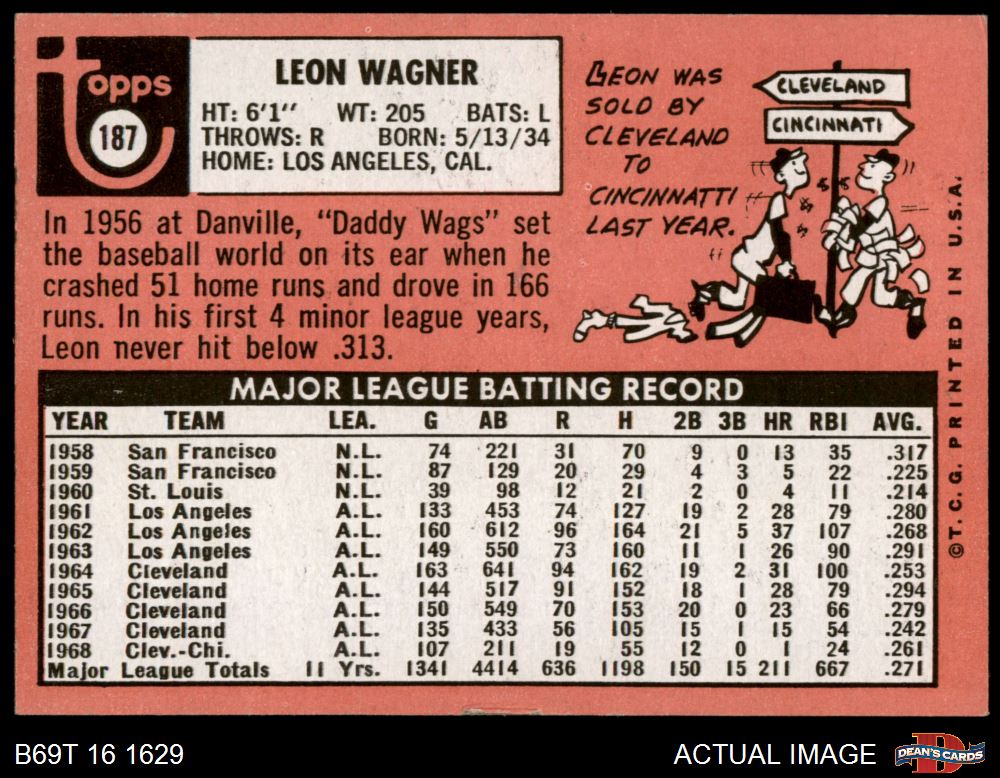 topps
187
LEON WAGNER
HT: 6'1" WT: 205 BATS: L
THROWS: R BORN: 5/13/34
HOME: LOS ANGELES, CAL.
LEON WAS
SOLD BY
CLEVELAND
TO
CINCINNATTI
LAST YEAR.
CLEVELAND
CINCINNATI
In 1956 at Danville, "Daddy Wags" set
the baseball world on its ear when he
crashed 51 home runs and drove in 166
runs. In his first 4 minor league years,
Leon never hit below .313.
MAJOR LEAGUE BATTING RECORD
YEAR TEAM LEA. G AB R H 2B 3B HR RBI AVG.
1958 San Francisco N.L. 74 221 31 70 9 0 13 35 .317
1959 San Francisco N.L. 87 129 20 29 4 3 5 22 .225
1960 St. Louis N.L. 39 98 12 21 2 0 4 11 .214
1961 Los Angeles A.L. 133 453 74 127 19 2 28 79 .280
1962 Los Angeles A.L. 160 612 96 164 21 5 37 107 .268
1963 Los Angeles A.L. 149 550 73 160 11 1 26 90 .291
1964 Cleveland A.L. 163 641 94 162 19 2 31 100 .253
1965 Cleveland A.L. 144 517 91 152 18 1 28 79 .294
1966 Cleveland A.L. 150 549 70 153 20 0 23 66 .279
1967 Cleveland A.L. 135 433 56 105 15 1 15 54 .242
1968 Clev.-Chi. A.L. 107 211 19 55 12 0 1 24 .261
Major League Totals 11 Yrs. 1341 4414 636 1198 150 15 211 667 .271
© T. C. G. PRINTED IN U.S.A.
B69T 16 1629
ACTUAL IMAGE
DEAN'S CARDS